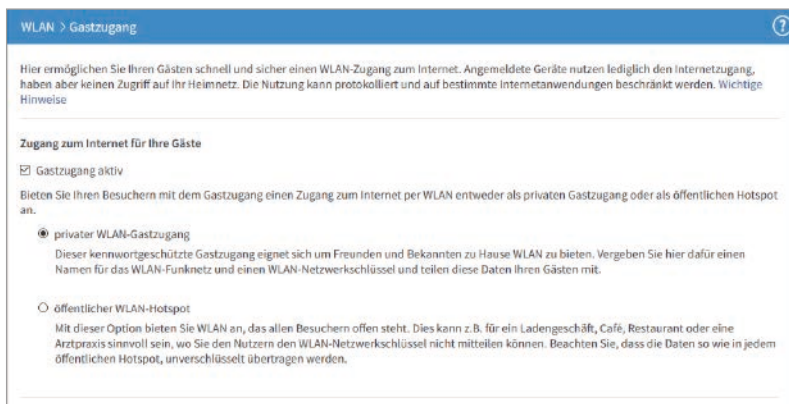 WLAN > Gastzugang
?
Hier ermöglichen Sie Ihren Gästen schnell und sicher einen WLAN-Zugang zum Internet. Angemeldete Geräte nutzen lediglich den Internetzugang,
haben aber keinen Zugriff auf Ihr Heimnetz. Die Nutzung kann protokolliert und auf bestimmte Internetanwendungen beschränkt werden. Wichtige
Hinweise
Zugang zum Internet für Ihre Gäste
Gastzugang aktiv
Bieten Sie Ihren Besuchern mit dem Gastzugang einen Zugang zum Internet per WLAN entweder als privaten Gastzugang oder als öffentlichen Hotspot
an.
privater WLAN-Gastzugang
Dieser kennwortgeschützte Gastzugang eignet sich um Freunden und Bekannten zu Hause WLAN zu bieten. Vergeben Sie hier dafür einen
Namen für das WLAN-Funknetz und einen WLAN-Netzwerkschlüssel und teilen diese Daten Ihren Gästen mit.
öffentlicher WLAN-Hotspot
Mit dieser Option bieten Sie WLAN an, das allen Besuchern offen steht. Dies kann z.B. für ein Ladengeschäft, Café, Restaurant oder eine
Arztpraxis sinnvoll sein, wo Sie den Nutzern den WLAN-Netzwerkschlüssel nicht mitteilen können. Beachten Sie, dass die Daten so wie in jedem
öffentlichen Hotspot, unverschlüsselt übertragen werden.